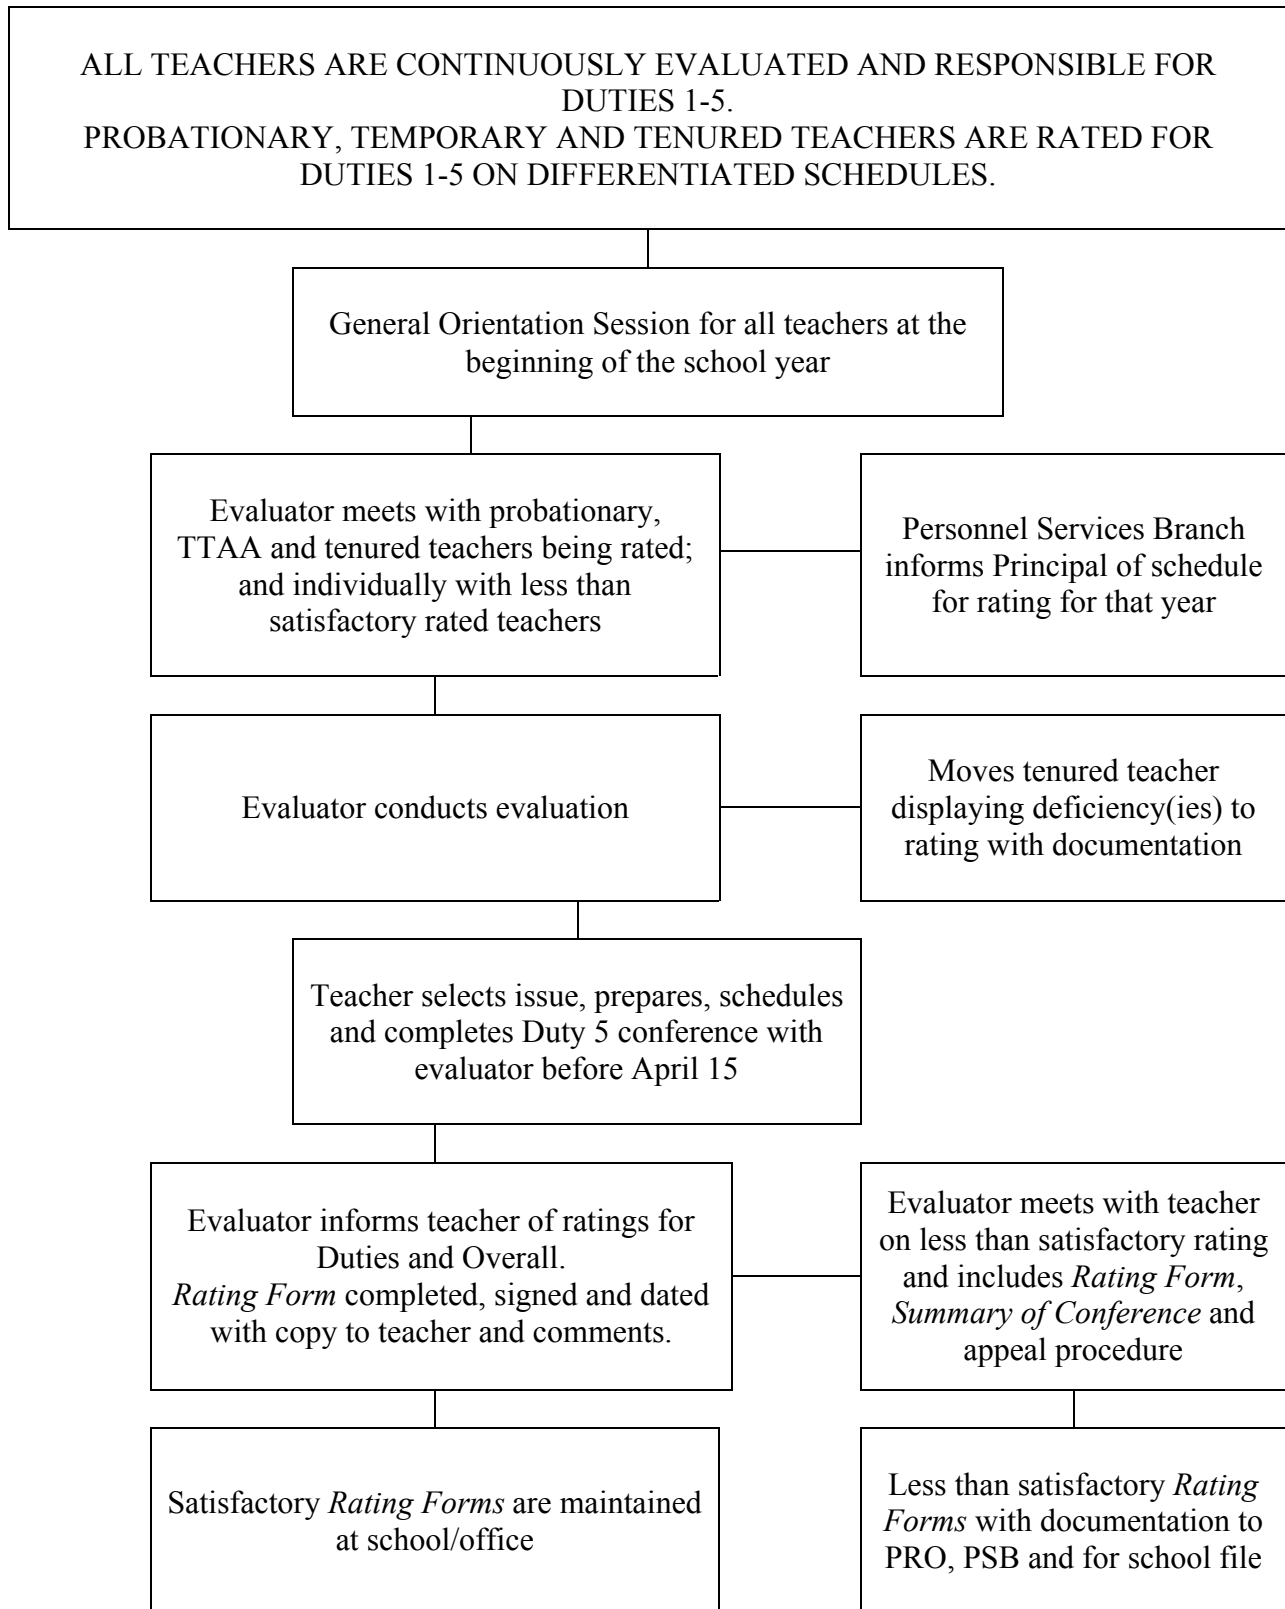 ALL TEACHERS ARE CONTINUOUSLY EVALUATED AND RESPONSIBLE FOR
DUTIES 1-5.
PROBATIONARY, TEMPORARY AND TENURED TEACHERS ARE RATED FOR
DUTIES 1-5 ON DIFFERENTIATED SCHEDULES.
General Orientation Session for all teachers at the
beginning of the school year
Evaluator meets with probationary,
TTAA and tenured teachers being rated;
and individually with less than
satisfactory rated teachers
Personnel Services Branch
informs Principal of schedule
for rating for that year
Evaluator conducts evaluation
Moves tenured teacher
displaying deficiency(ies) to
rating with documentation
Teacher selects issue, prepares, schedules
and completes Duty 5 conference with
evaluator before April 15
Evaluator informs teacher of ratings for
Duties and Overall.
Rating Form completed, signed and dated
with copy to teacher and comments.
Evaluator meets with teacher
on less than satisfactory rating
and includes Rating Form,
Summary of Conference and
appeal procedure
Satisfactory Rating Forms are maintained
at school/office
Less than satisfactory Rating
Forms with documentation to
PRO, PSB and for school file